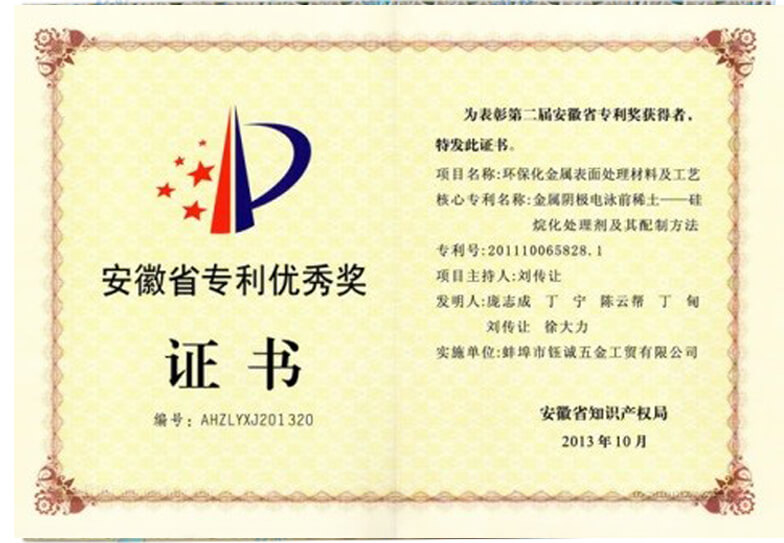 安徽省专利优秀奖
证书
编号：AHZLYXJ201320
为表彰第二届安徽省专利奖获得者，
特发此证书。
项目名称:环保化金属表面处理材料及工艺
核心专利名称:金属阴极电泳前稀土——硅
烷化处理剂及其配制方法
专利号:201110065828.1
项目主持人:刘传让
发明人:庞志成 丁 宁 陈云帮 丁 甸
刘传让 徐大力
实施单位:蚌埠市钰诚五金工贸有限公司
安徽省知识产权局
2013年10月